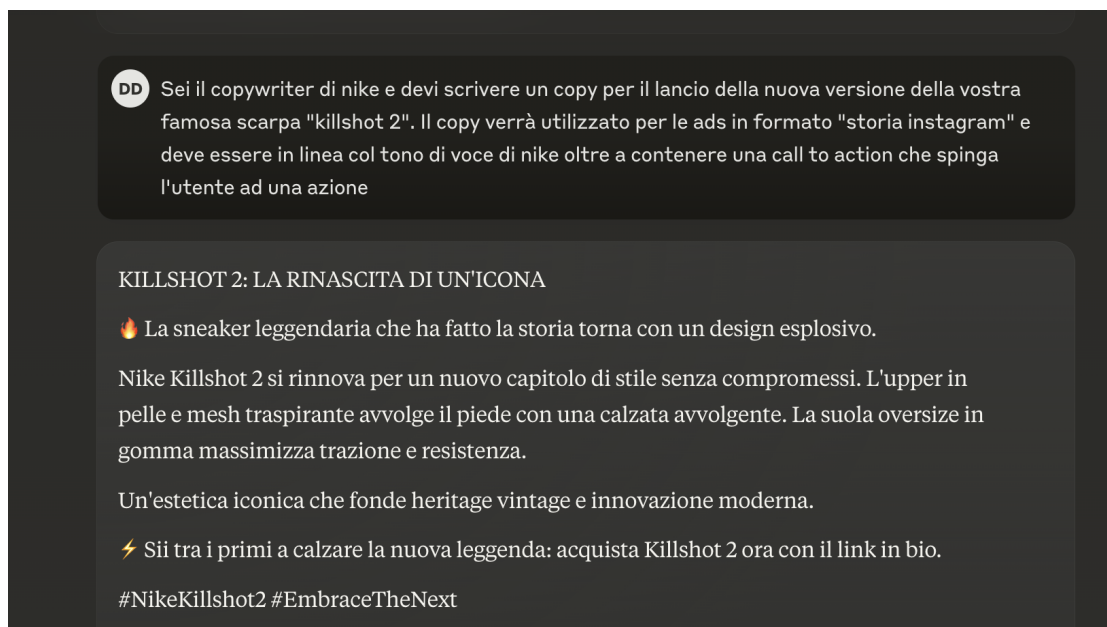 DD
Sei il copywriter di nike e devi scrivere un copy per il lancio della nuova versione della vostra
famosa scarpa "killshot 2". Il copy verrà utilizzato per le ads in formato "storia instagram" e
deve essere in linea col tono di voce di nike oltre a contenere una call to action che spinga
l'utente ad una azione
KILLSHOT 2: LA RINASCITA DI UN'ICONA
🔥 La sneaker leggendaria che ha fatto la storia torna con un design esplosivo.
Nike Killshot 2 si rinnova per un nuovo capitolo di stile senza compromessi. L'upper in
pelle e mesh traspirante avvolge il piede con una calzata avvolgente. La suola oversize in
gomma massimizza trazione e resistenza.
Un'estetica iconica che fonde heritage vintage e innovazione moderna.
⚡ Sii tra i primi a calzare la nuova leggenda: acquista Killshot 2 ora con il link in bio.
#NikeKillshot2 #EmbraceTheNext